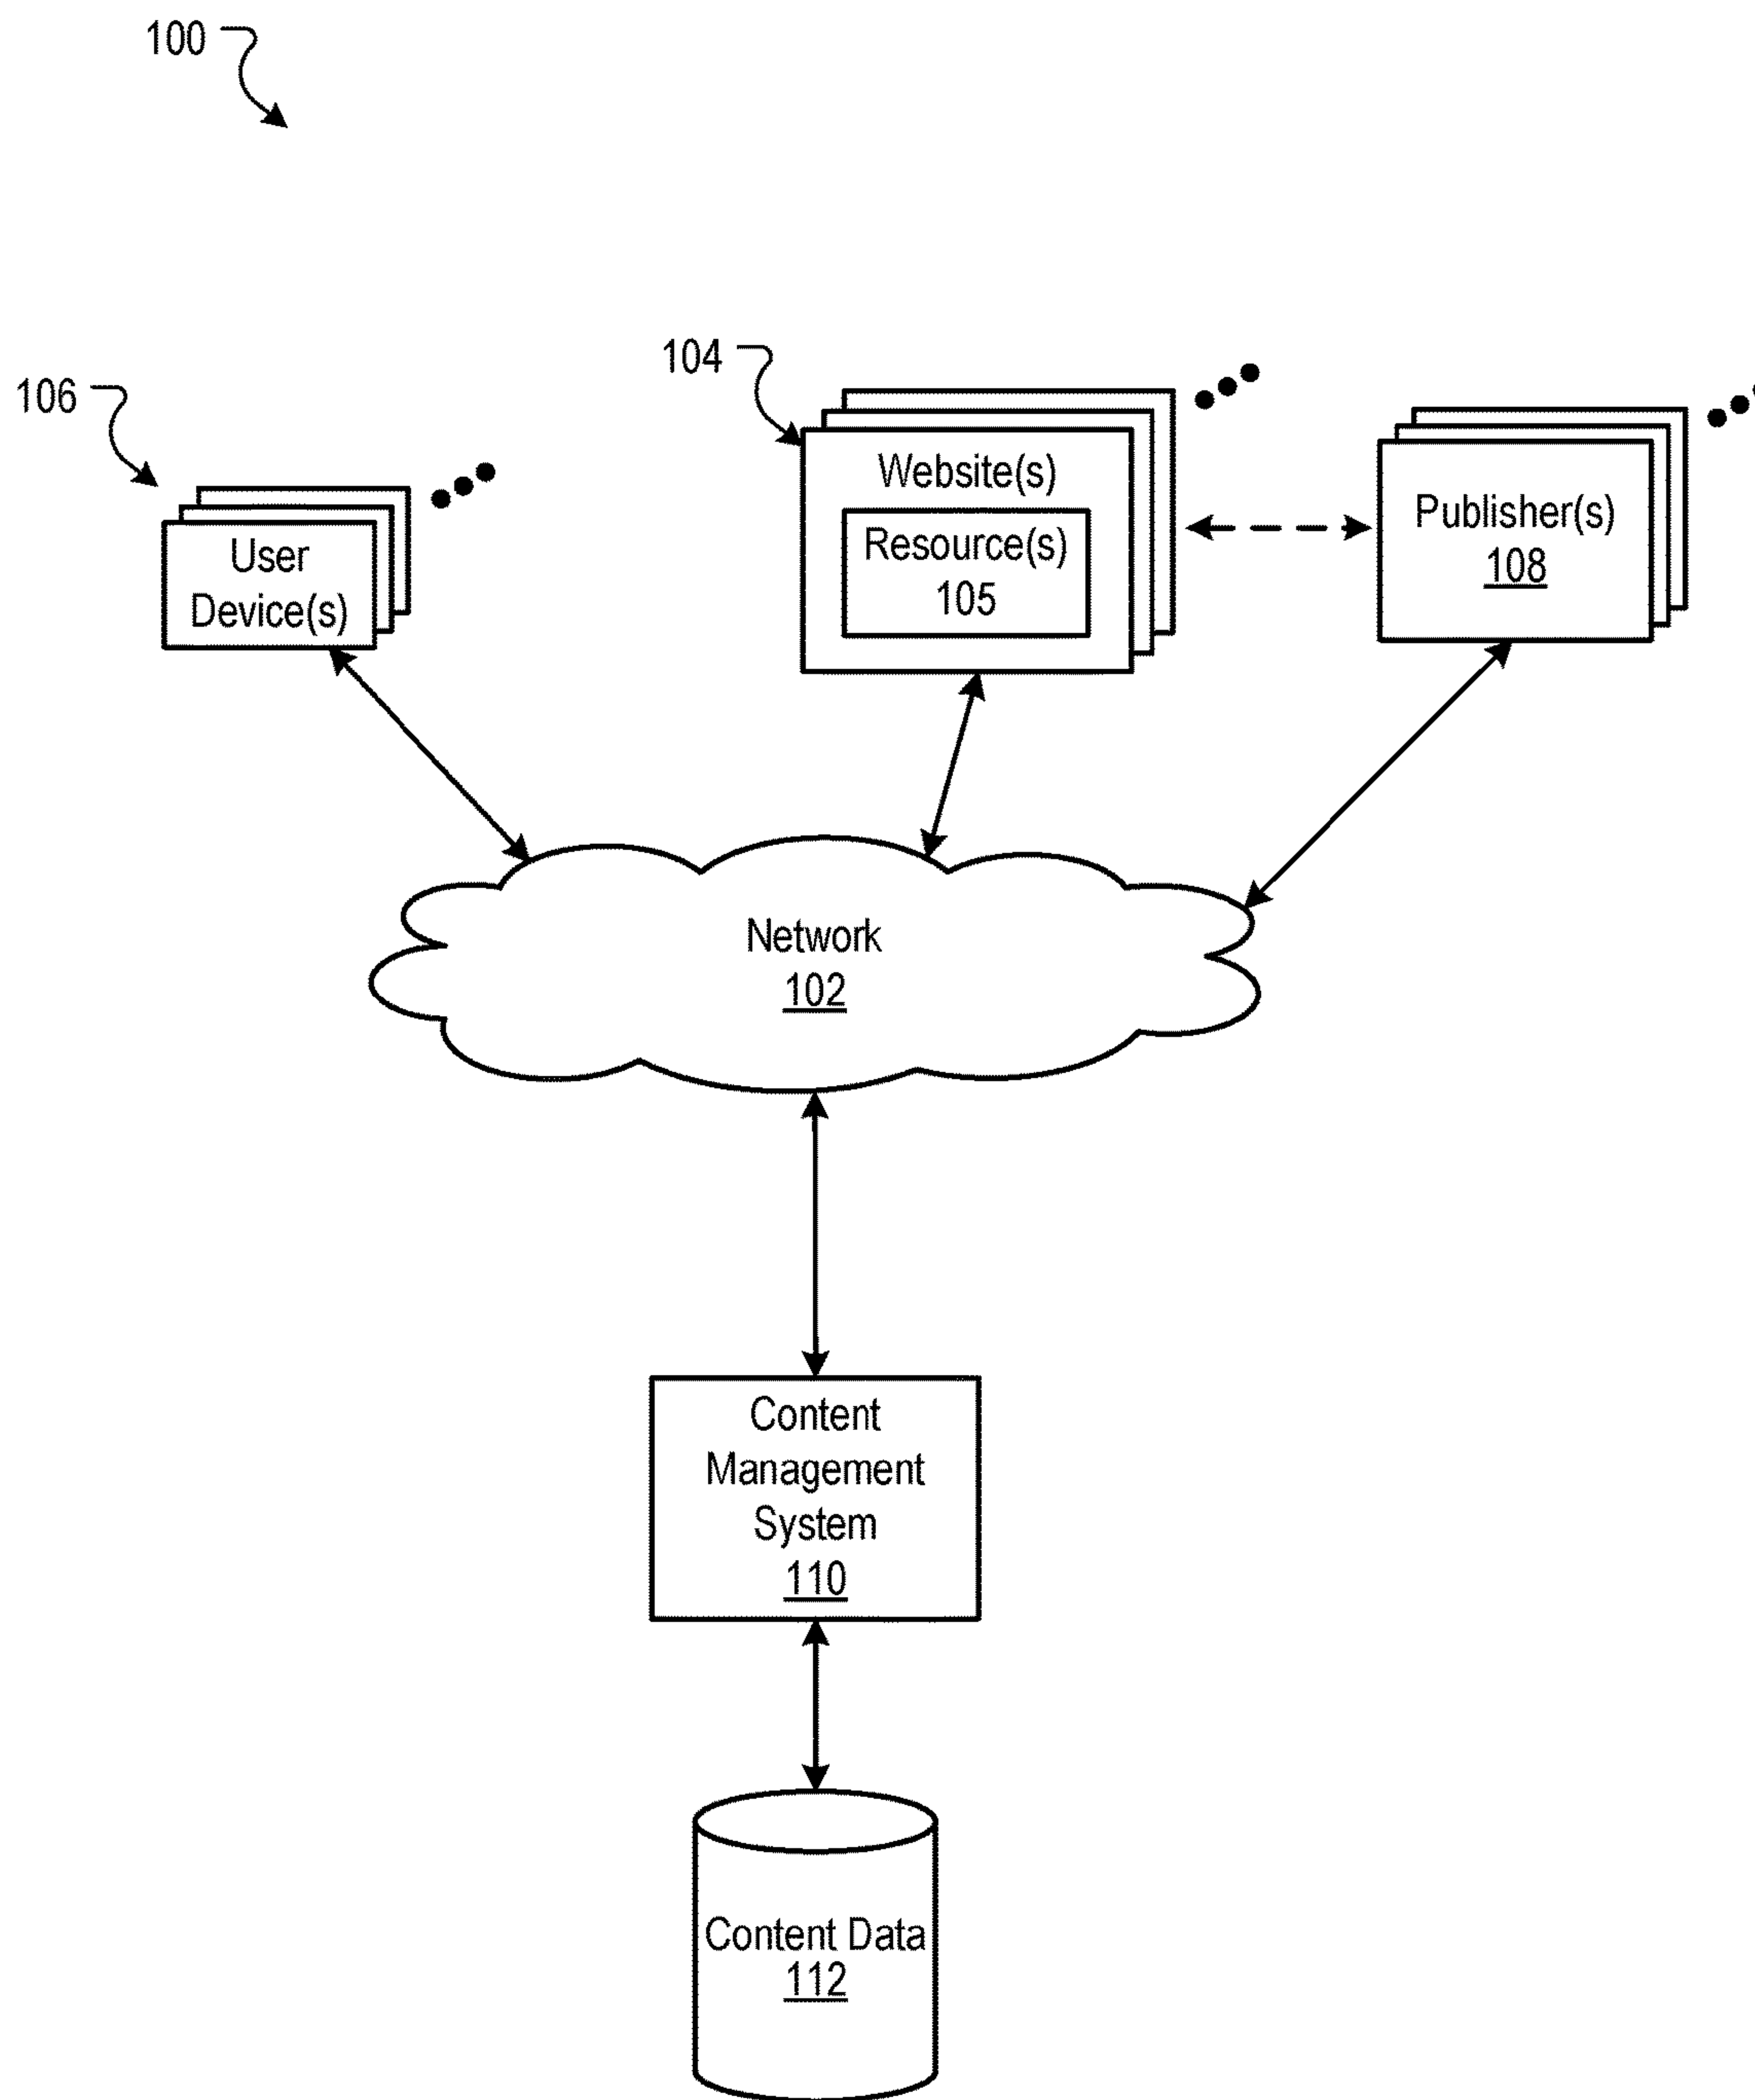 100
104
106
Website(s)
Resource(s)
105
Publisher(s)
108
User
Device(s)
Network
102
Content
Management
System
110
Content Data
112